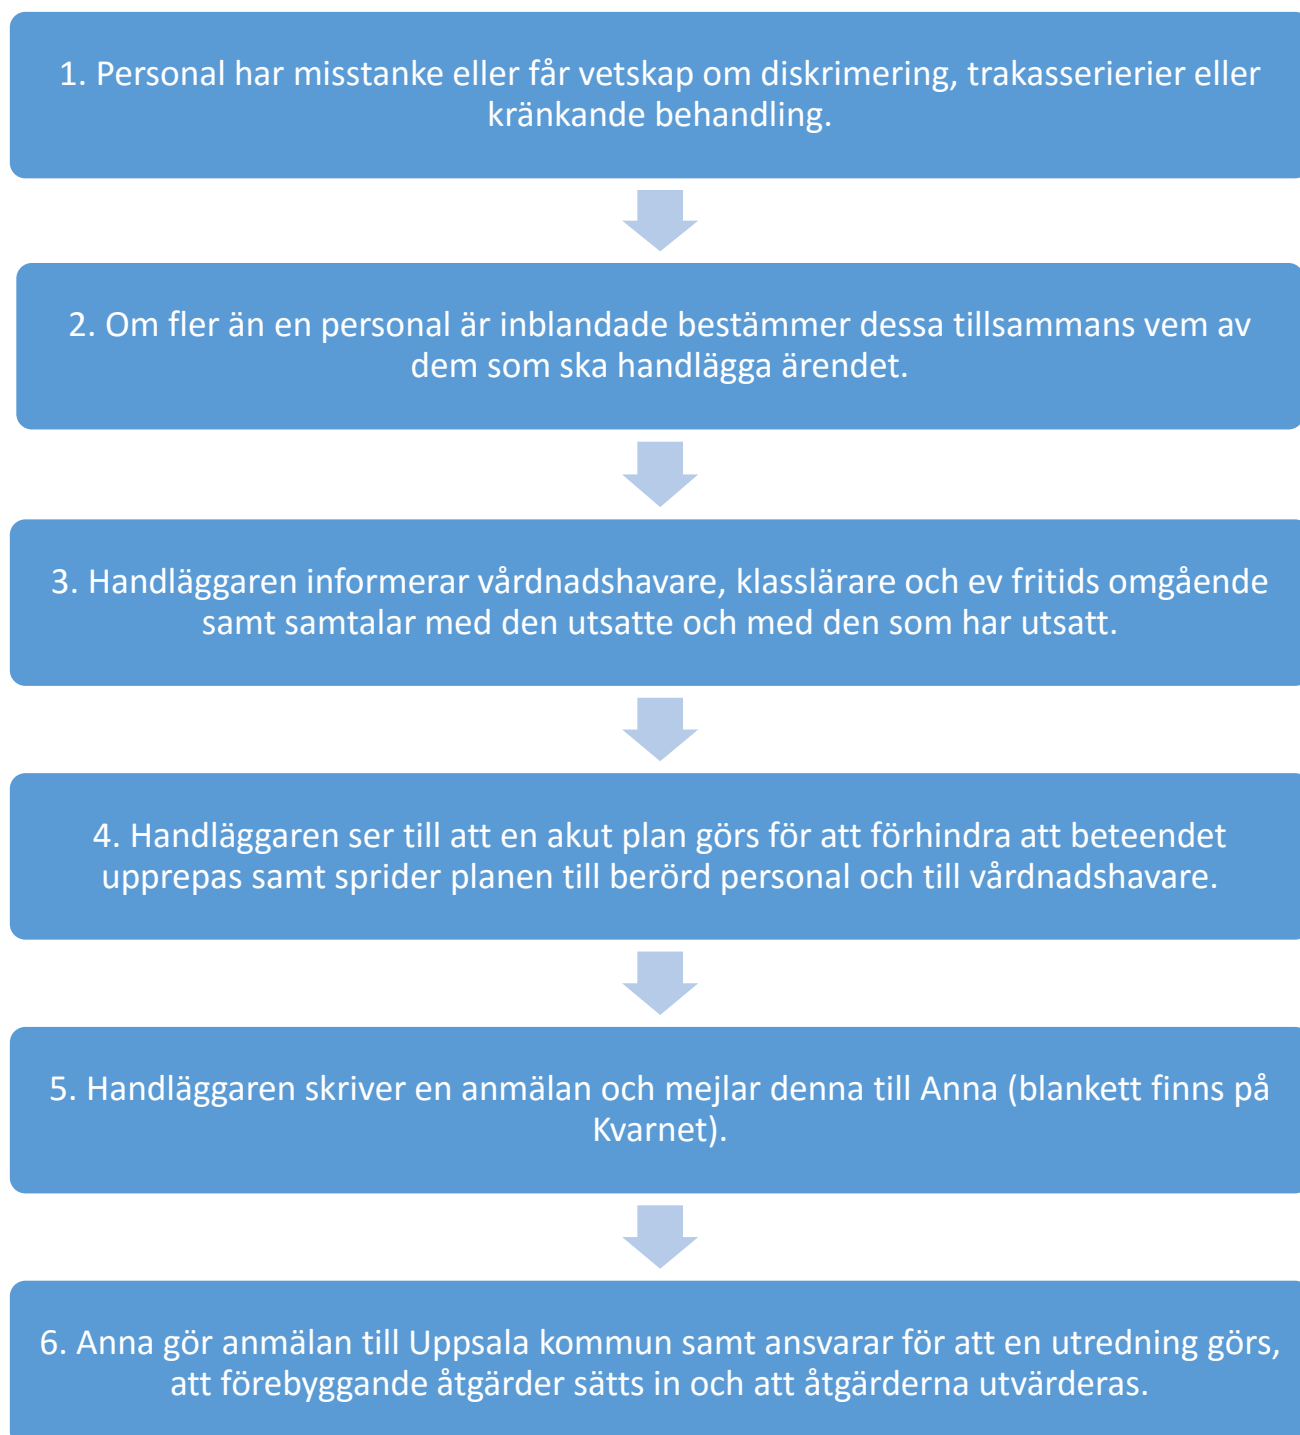 1. Personal har misstanke eller får vetskap om diskrimering, trakasserierier eller
kränkande behandling.
2. Om fler än en personal är inblandade bestämmer dessa tillsammans vem av
dem som ska handlägga ärendet.
3. Handläggaren informerar vårdnadshavare, klasslärare och ev fritids omgående
samt samtalar med den utsatte och med den som har utsatt.
4. Handläggaren ser till att en akut plan görs för att förhindra att beteendet
upprepas samt sprider planen till berörd personal och till vårdnadshavare.
5. Handläggaren skriver en anmälan och mejlar denna till Anna (blankett finns på
Kvarnet).
6. Anna gör anmälan till Uppsala kommun samt ansvarar för att en utredning görs,
att förebyggande åtgärder sätts in och att åtgärderna utvärderas.